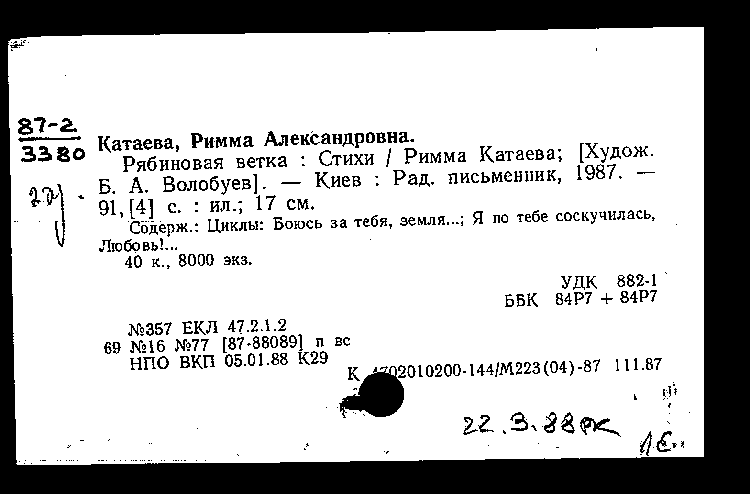 87-2
3380
Катаева, Римма Александровна.
Рябиновая ветка : Стихи / Римма Катаева; [Худож.
Б. А. Волобуев]. — Киев : Рад. письменник, 1987. —
91, [4] с. : ил.; 17 см.
Содерж.: Циклы: Боюсь за тебя, земля...; Я по тебе соскучилась,
Любовь!...
40 к., 8000 экз.
УДК 882-1
ББК 84Р7 + 84Р7
№357 ЕКЛ 47.2.1.2
69 №16 №77 [87-88089] п вс
НПО ВКП 05.01.88 К29
К 4702010200-144/М223(04)-87 111.87
22.3.88